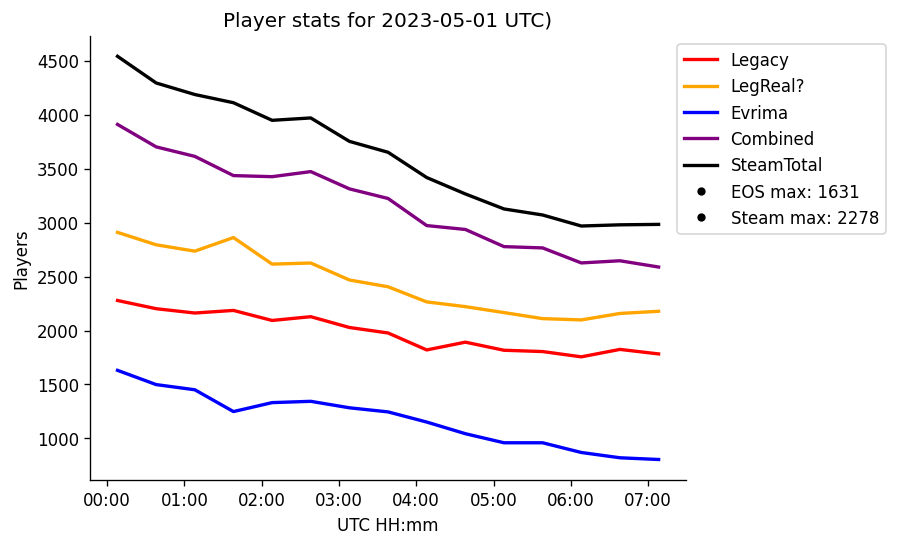 Player stats for 2023-05-01 UTC)
Players
4500
4000
3500
3000
2500
2000
1500
1000
00:00 01:00 02:00 03:00 04:00 05:00 06:00 07:00
UTC HH:mm
Legacy
LegReal?
Evrima
Combined
SteamTotal
EOS max: 1631
Steam max: 2278